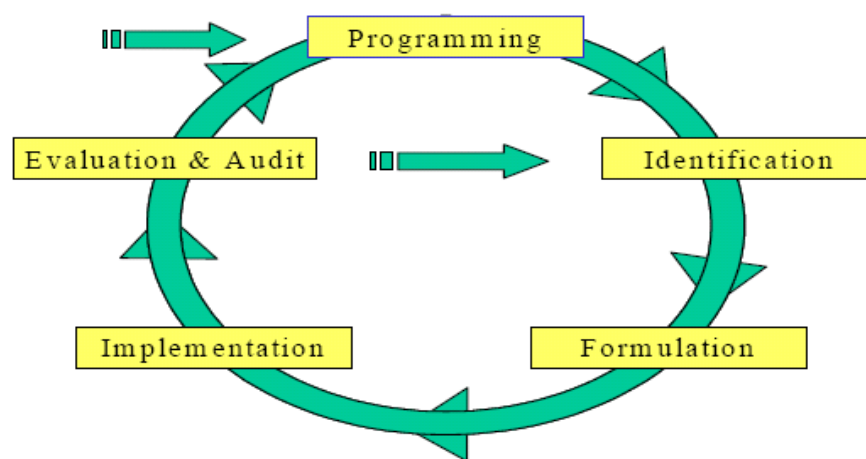 Programming
Evaluation & Audit
Identification
Implementation
Formulation